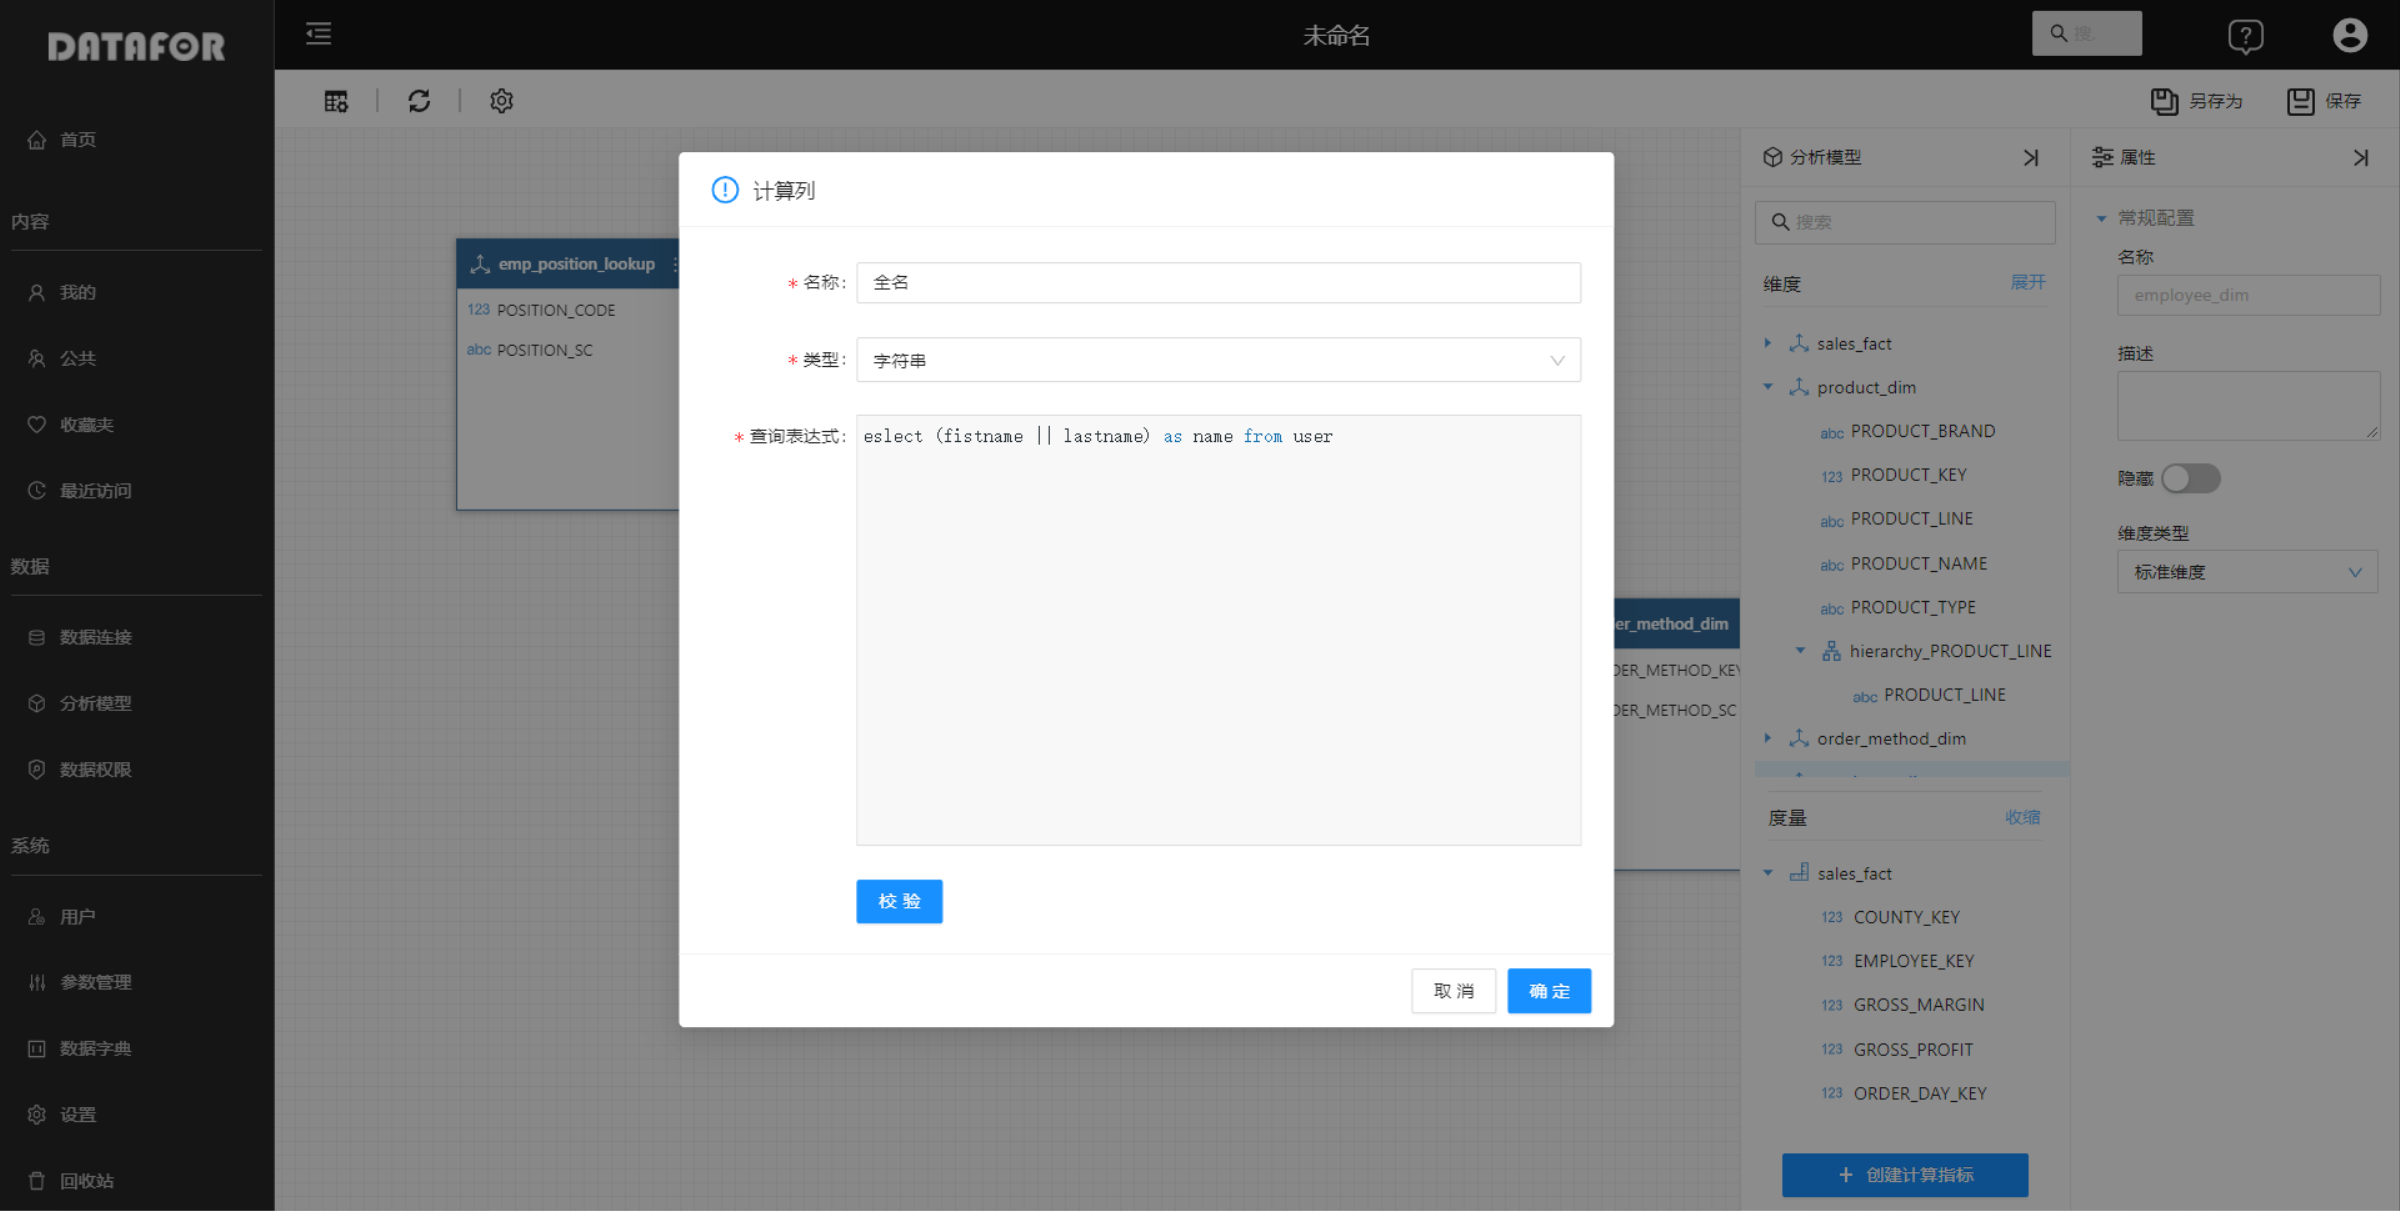 DATAFOR
首页
内容
我的
公共
收藏夹
最近访问
数据
数据连接
分析模型
数据权限
系统
用户
参数管理
数据字典
设置
回收站
未命名
搜
另存为
保存
emp_position_lookup
123 POSITION_CODE
abc POSITION_SC
计算列
* 名称: 全名
* 类型: 字符串
* 查询表达式: eslect (fistname || lastname) as name from user
校 验
取 消
确 定
er_method_dim
DER_METHOD_KEY
DER_METHOD_SC
分析模型
搜索
维度 展开
sales_fact
product_dim
abc PRODUCT_BRAND
123 PRODUCT_KEY
abc PRODUCT_LINE
abc PRODUCT_NAME
abc PRODUCT_TYPE
hierarchy_PRODUCT_LINE
abc PRODUCT_LINE
order_method_dim
度量 收缩
sales_fact
123 COUNTY_KEY
123 EMPLOYEE_KEY
123 GROSS_MARGIN
123 GROSS_PROFIT
123 ORDER_DAY_KEY
+ 创建计算指标
属性
常规配置
名称
employee_dim
描述
隐藏
维度类型
标准维度